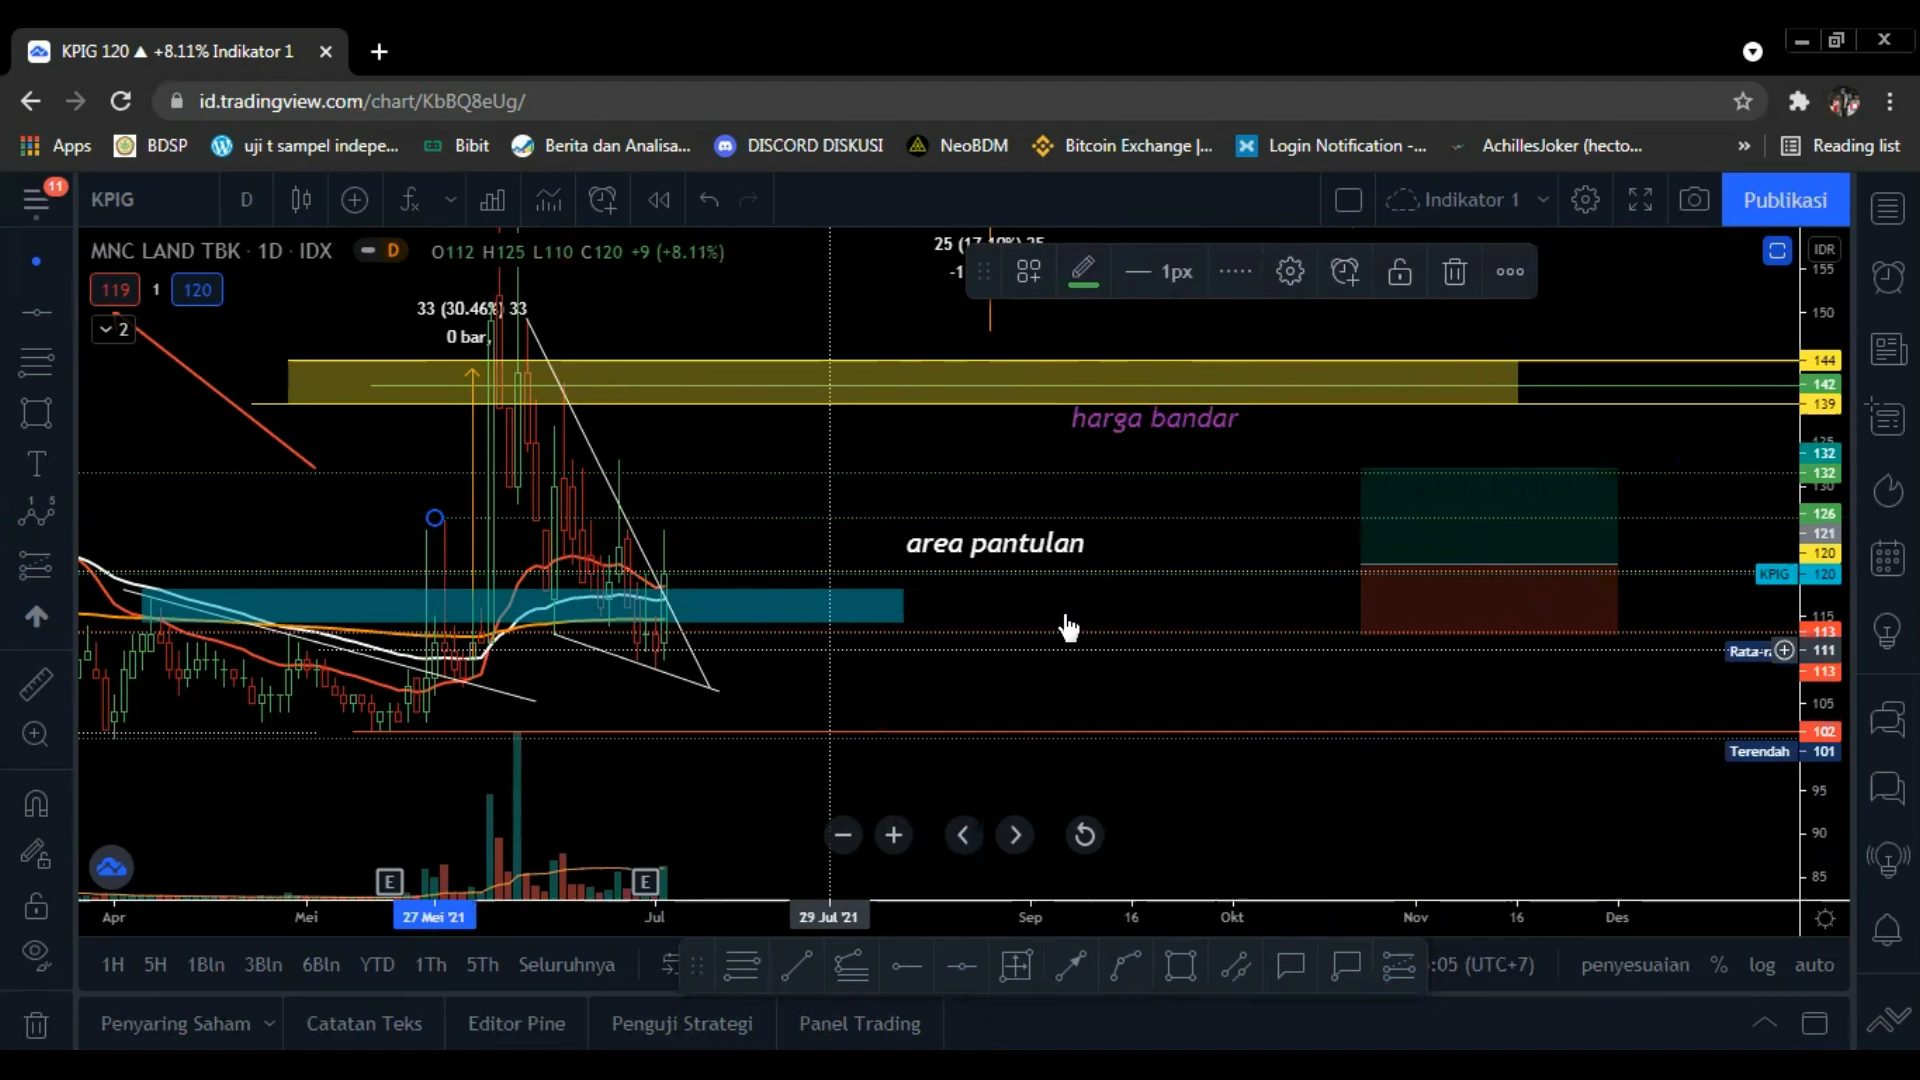 KPIG 120 ▲ +8.11% Indikator 1
id.tradingview.com/chart/KbBQ8eUg/
Apps BDSP uji t sampel indepe... Bibit Berita dan Analisa... DISCORD DISKUSI NeoBDM Bitcoin Exchange |... Login Notification -... AchillesJoker (hecto... » Reading list
11
KPIG D Indikator 1 Publikasi
MNC LAND TBK · 1D · IDX D O112 H125 L110 C120 +9 (+8.11%)
119 1 120
2
33 (30.46%) 33
0 bar,
1px
IDR
155
150
144
142
139
harga bandar
132
132
130
126
121
120
area pantulan
KPIG 120
115
113
111
113
105
102
Terendah 101
95
90
85
E E
Apr Mei 27 Mei '21 Jul 29 Jul '21 Sep 16 Okt Nov 16 Des
1H 5H 1Bln 3Bln 6Bln YTD 1Th 5Th Seluruhnya :05 (UTC+7) penyesuaian % log auto
Penyaring Saham Catatan Teks Editor Pine Penguji Strategi Panel Trading